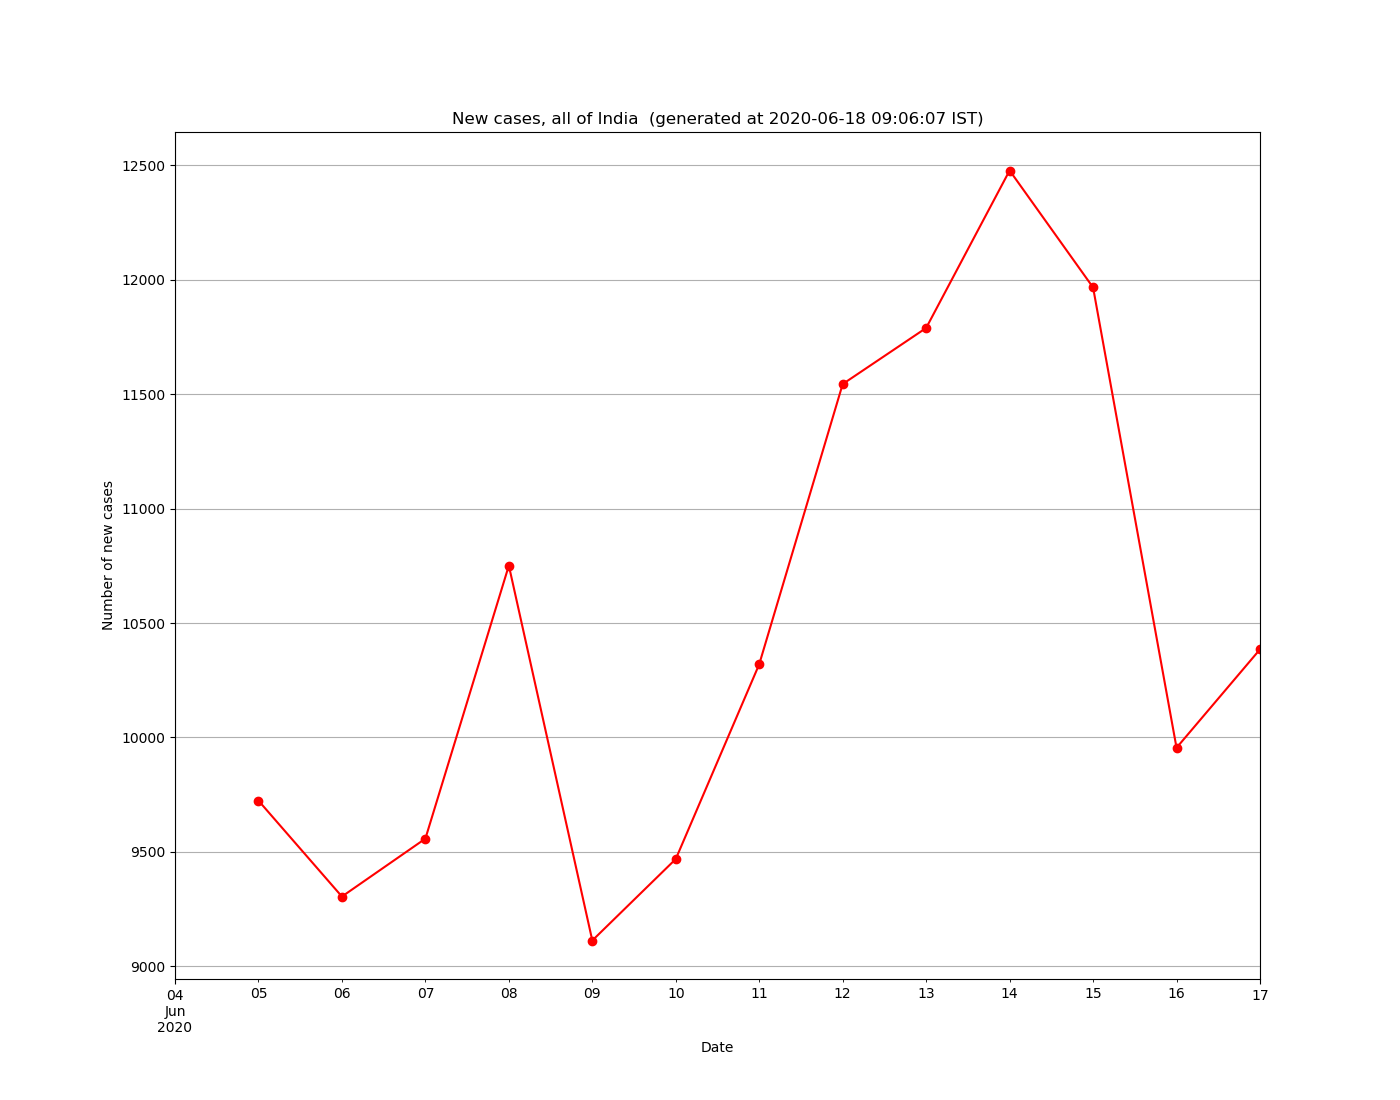 New cases, all of India  (generated at 2020-06-18 09:06:07 IST)
12500
12000
11500
11000
10500
10000
9500
9000
Number of new cases
04 05 06 07 08 09 10 11 12 13 14 15 16 17
Jun
2020
Date